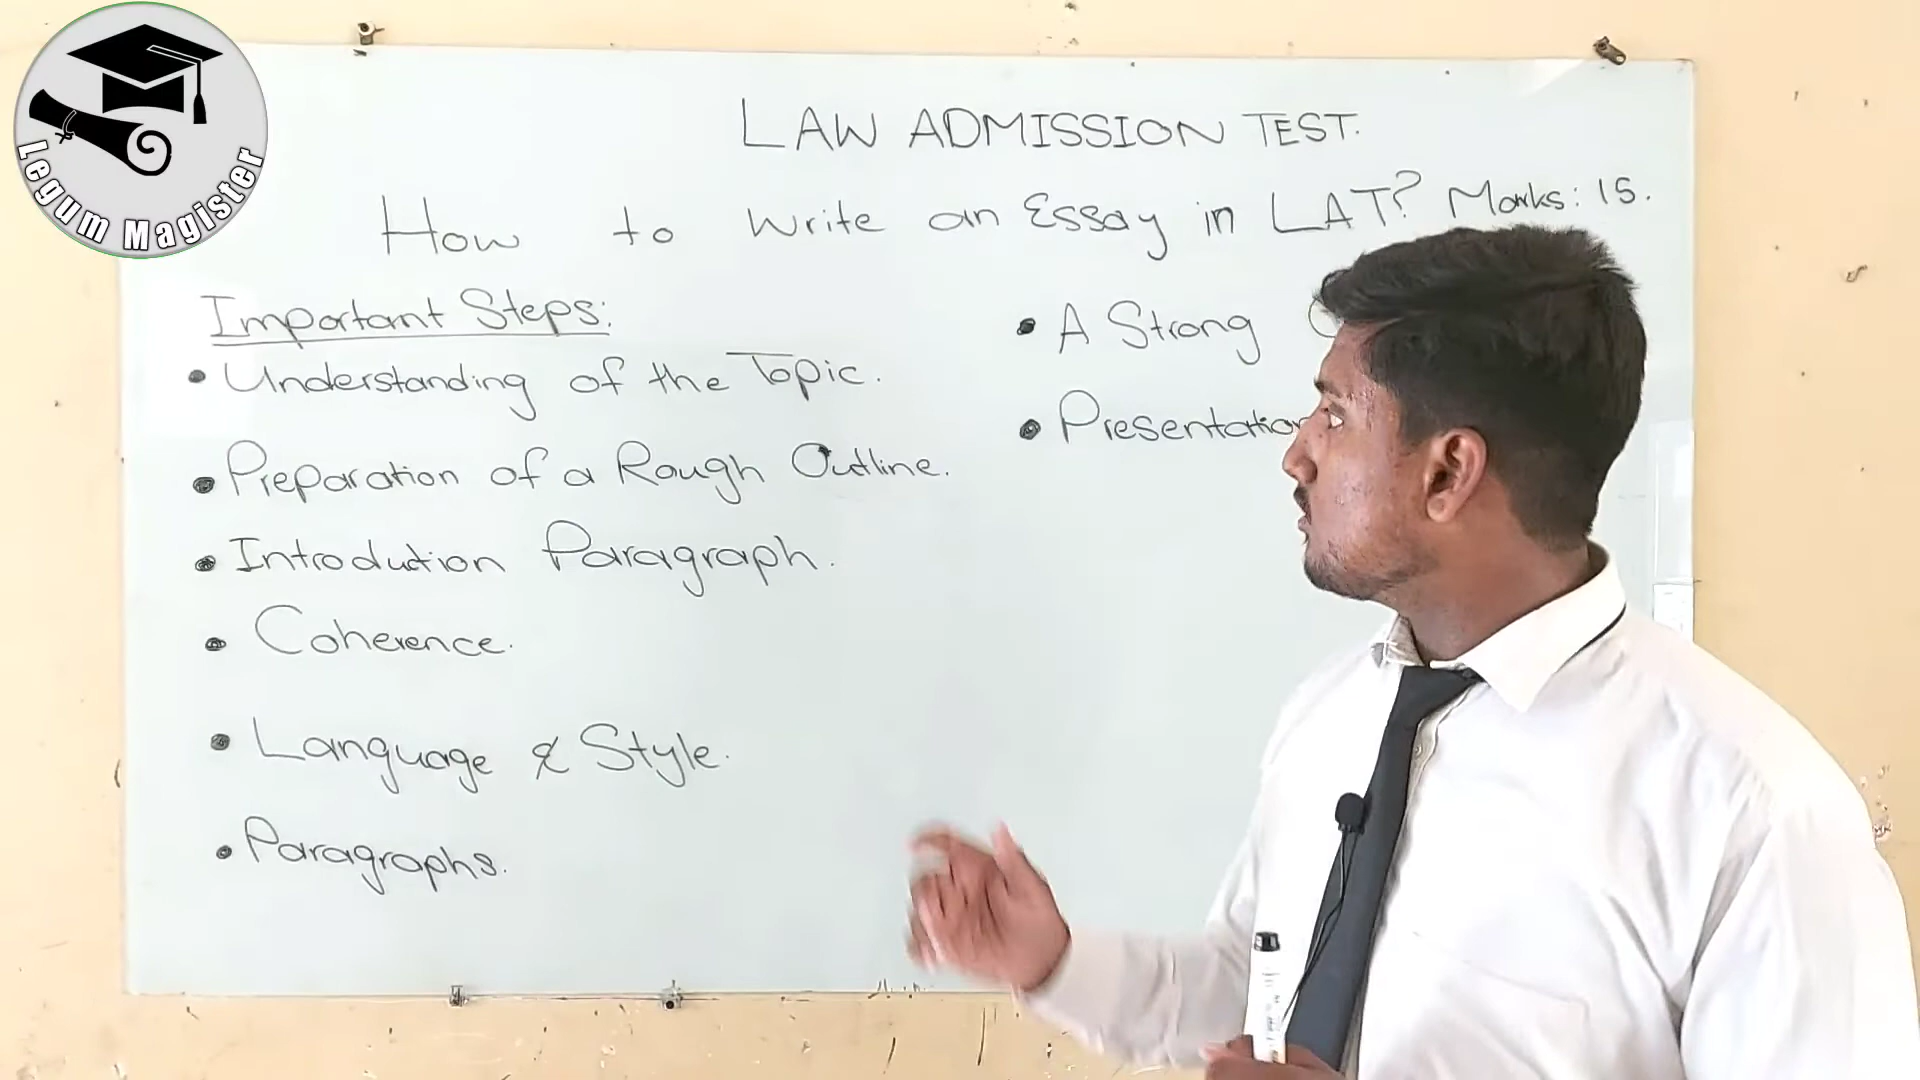 Legum Magister
LAW ADMISSION TEST.
How to write an Essay in LAT? Marks: 15.
Important Steps:
• Understanding of the Topic.
• Preparation of a Rough Outline.
• Introduction Paragraph.
• Coherence.
• Language & Style.
• Paragraphs.
• A Strong
• Presentation